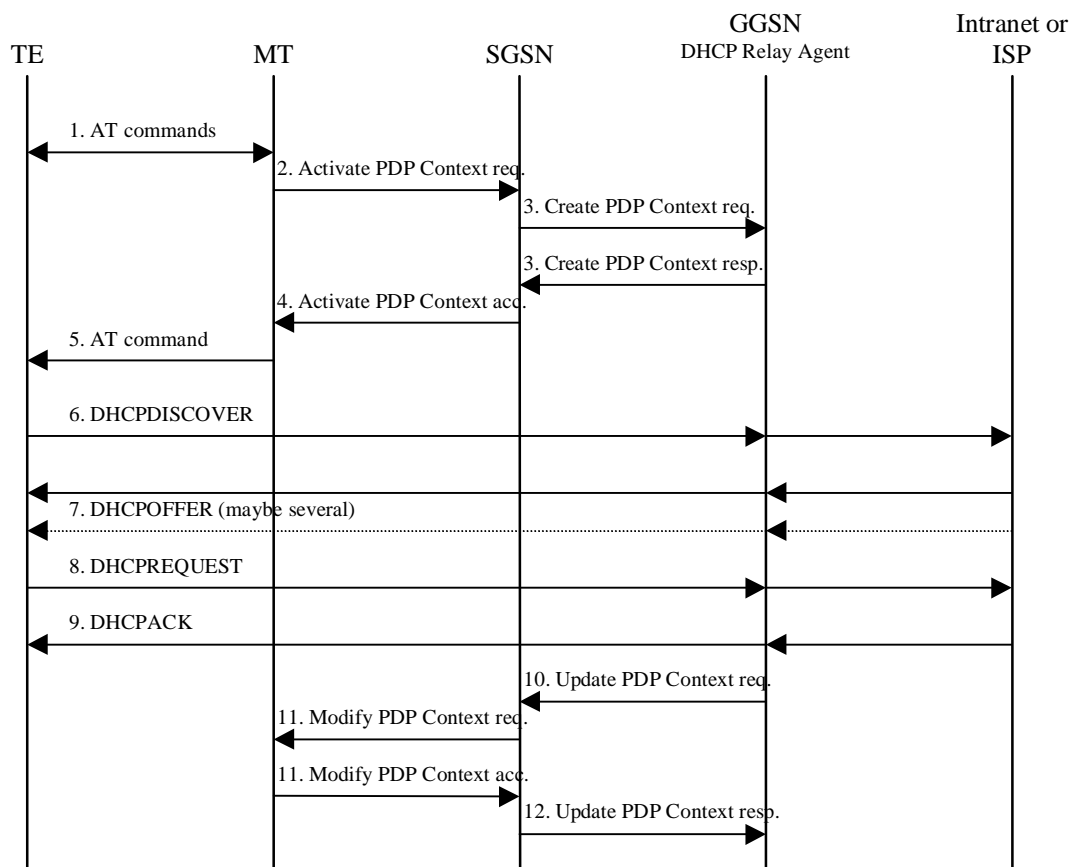 GGSN
Intranet or
TE
MT
SGSN
DHCP Relay Agent
ISP
1. AT commands
2. Activate PDP Context req.
3. Create PDP Context req.
3. Create PDP Context resp.
4. Activate PDP Context acc.
5. AT command
6. DHCPDISCOVER
7. DHCPOFFER (maybe several)
8. DHCPREQUEST
9. DHCPACK
10. Update PDP Context req.
11. Modify PDP Context req.
11. Modify PDP Context acc.
12. Update PDP Context resp.